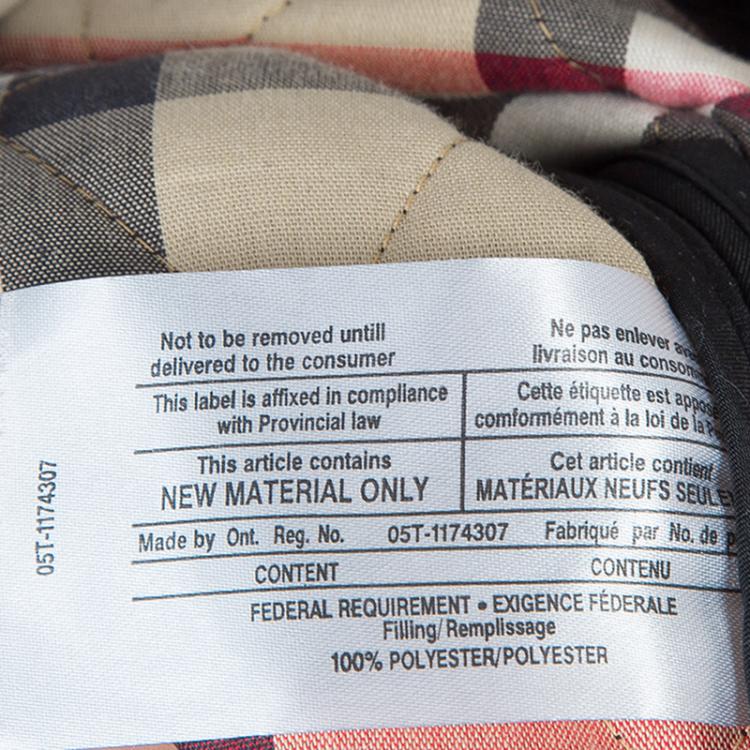 Not to be removed untill
delivered to the consumer
Ne pas enlever
livraison au
This label is affixed in compliance
with Provincial law
Cette étiquette est
comformément à la loi de la
This article contains
NEW MATERIAL ONLY
Cet article contient
MATÉRIAUX NEUFS
Made by Ont. Reg. No. 05T-1174307 Fabriqué par No. de
CONTENT CONTENU
FEDERAL REQUIREMENT • EXIGENCE FÉDERALE
Filling/Remplissage
100% POLYESTER/POLYESTER
05T-1174307